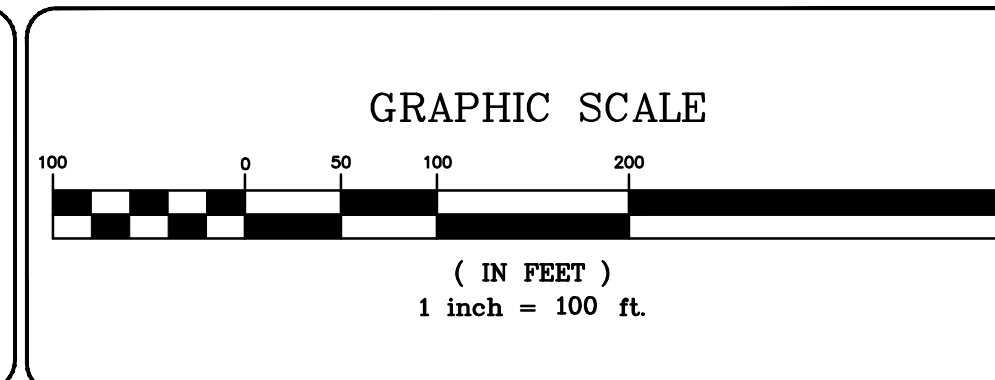 GRAPHIC SCALE
100 0 50 100 200
( IN FEET )
1 inch = 100 ft.